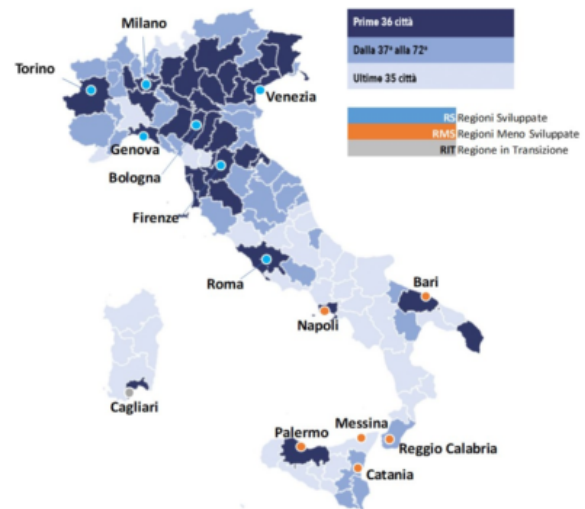 Milano
Torino
Venezia
Genova
Bologna
Firenze
Roma
Napoli
Bari
Cagliari
Messina
Palermo
Reggio Calabria
Catania
Prime 36 città
Dalla 37ª alla 72ª
Ultime 35 città
RS Regioni Sviluppate
RMS Regioni Meno Sviluppate
RIT Regione in Transizione